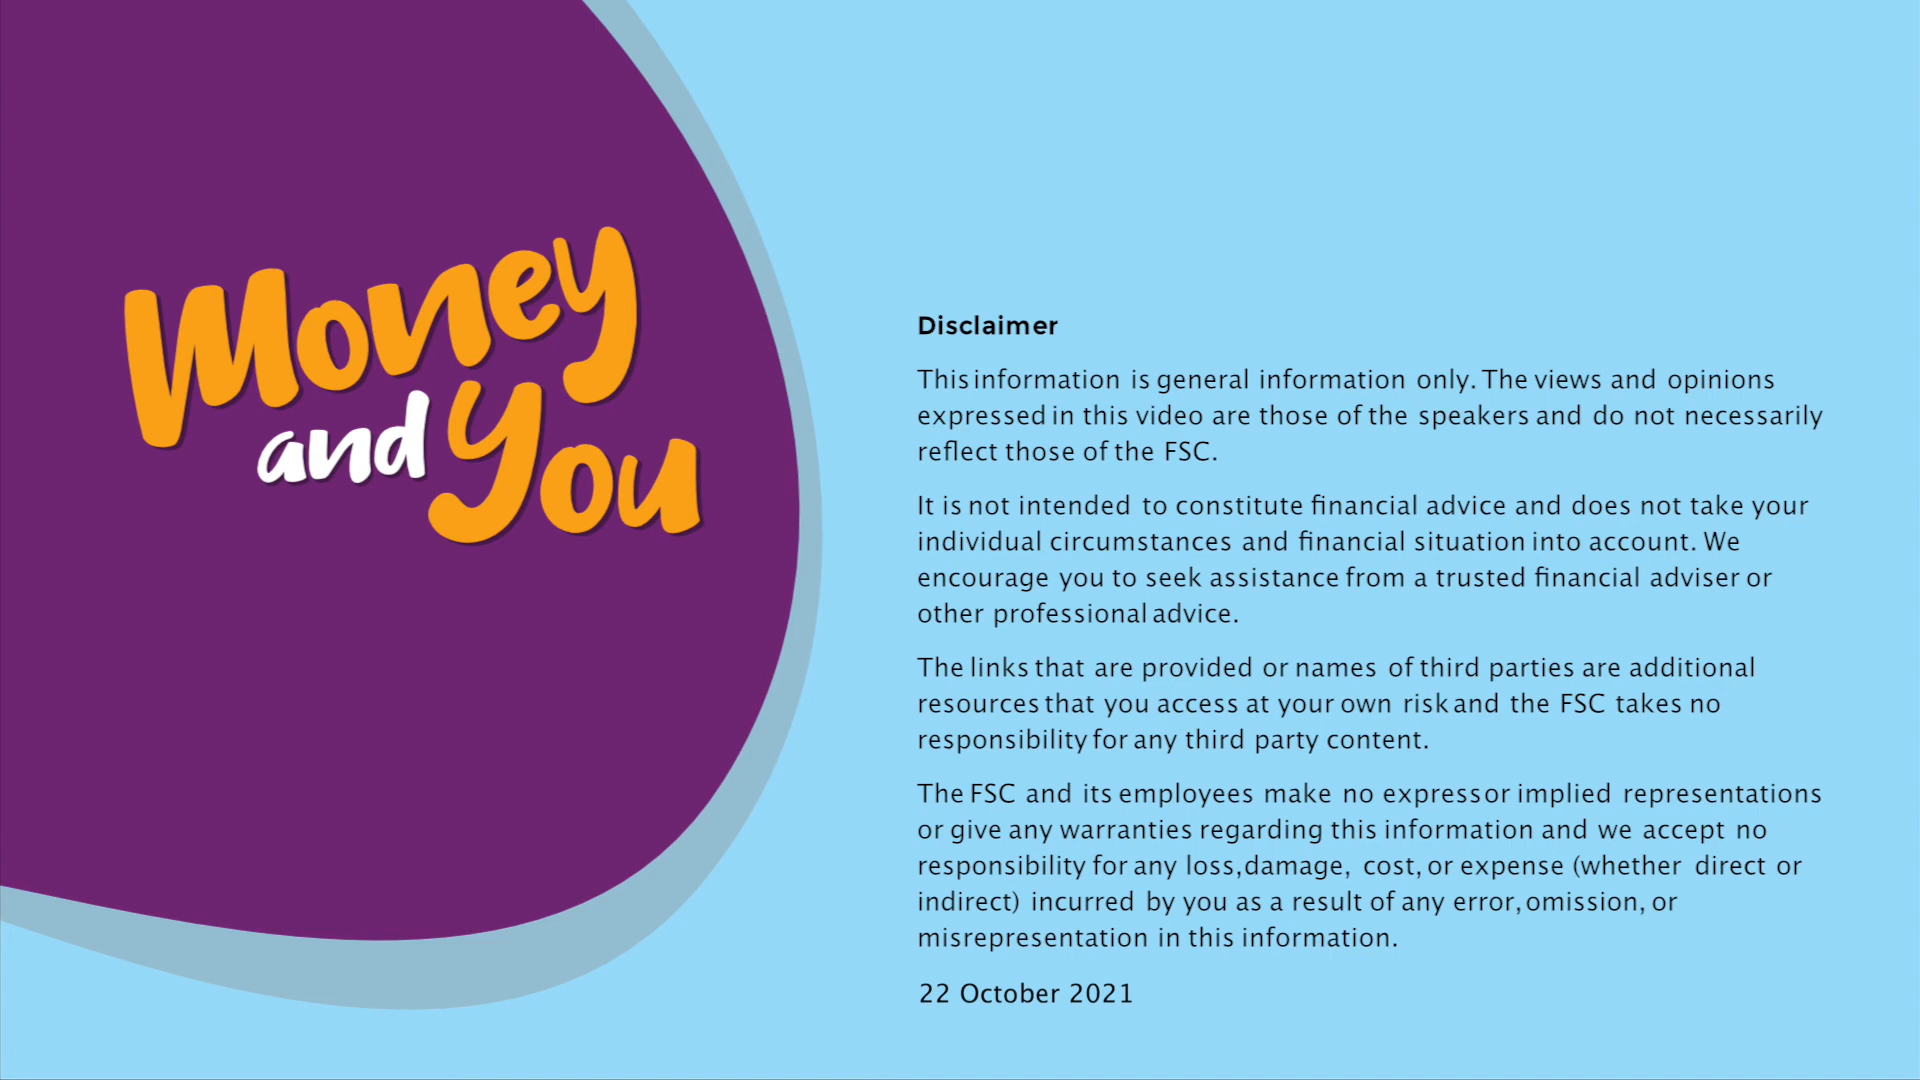 Money
and You
Disclaimer
This information is general information only. The views and opinions
expressed in this video are those of the speakers and do not necessarily
reflect those of the FSC.
It is not intended to constitute financial advice and does not take your
individual circumstances and financial situation into account. We
encourage you to seek assistance from a trusted financial adviser or
other professional advice.
The links that are provided or names of third parties are additional
resources that you access at your own risk and the FSC takes no
responsibility for any third party content.
The FSC and its employees make no express or implied representations
or give any warranties regarding this information and we accept no
responsibility for any loss, damage, cost, or expense (whether direct or
indirect) incurred by you as a result of any error, omission, or
misrepresentation in this information.
22 October 2021